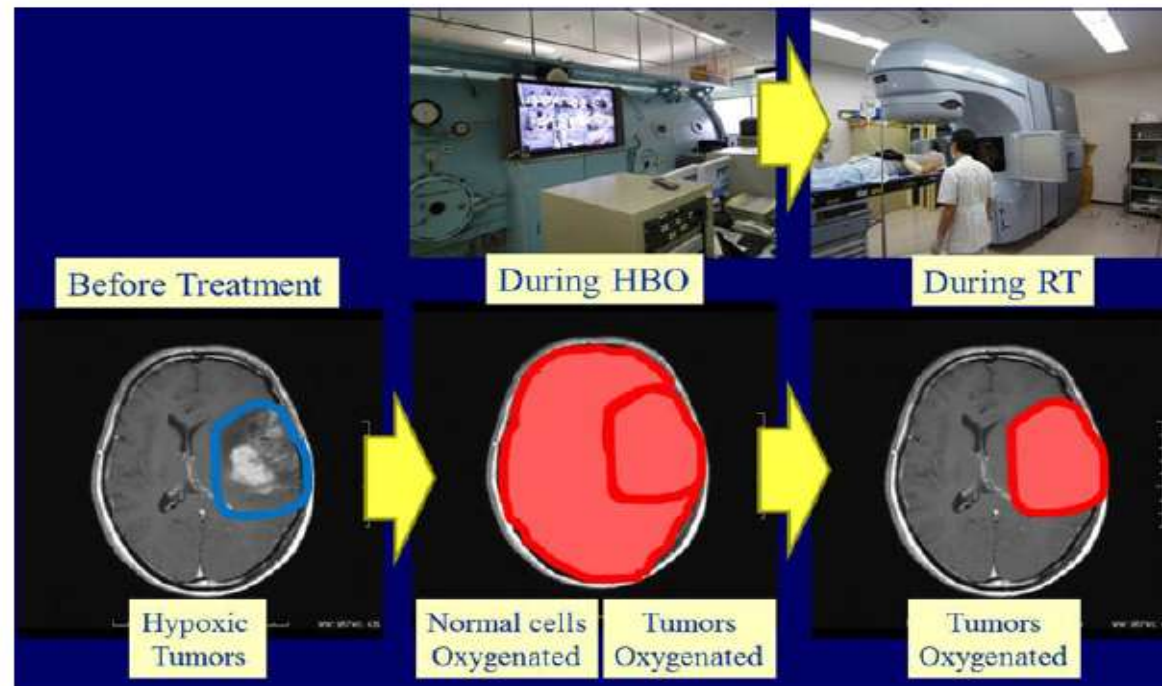 Before Treatment
During HBO
During RT
Hypoxic
Tumors
Normal cells
Oxygenated
Tumors
Oxygenated
Tumors
Oxygenated